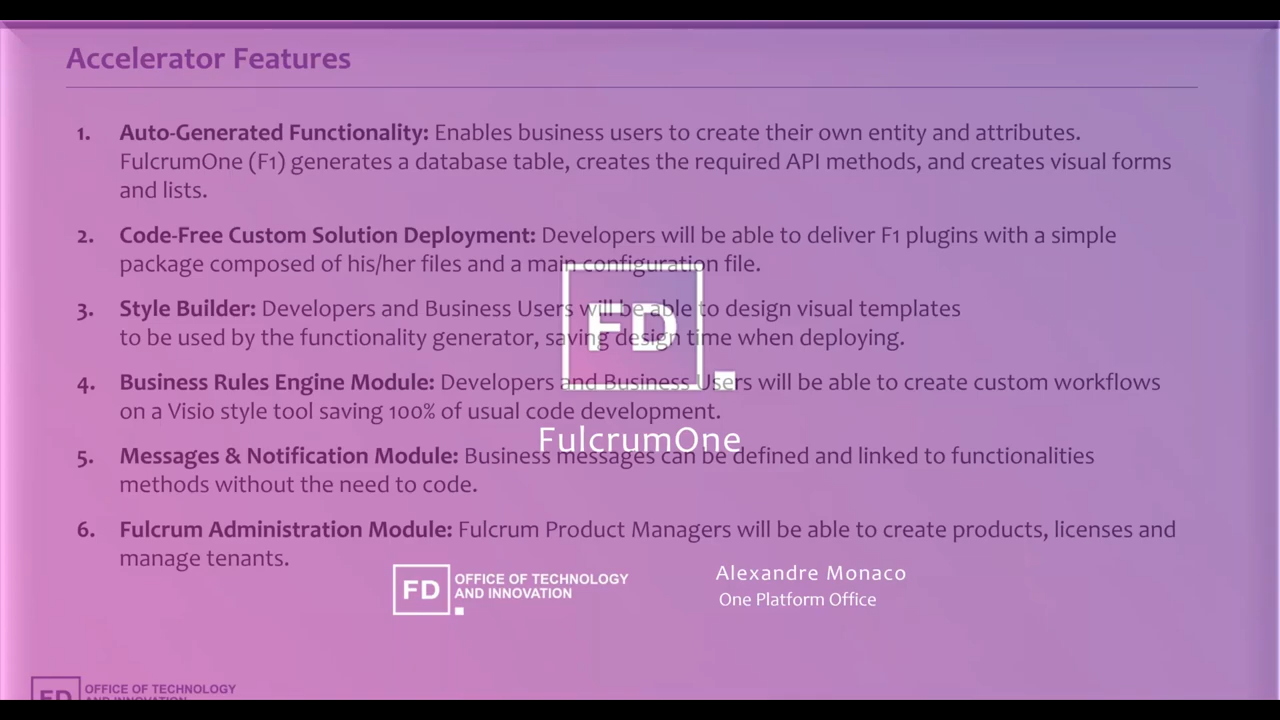 Accelerator Features
1. Auto-Generated Functionality: Enables business users to create their own entity and attributes.
FulcrumOne (F1) generates a database table, creates the required API methods, and creates visual forms
and lists.
2. Code-Free Custom Solution Deployment: Developers will be able to deliver F1 plugins with a simple
package composed of his/her files and a main configuration file.
3. Style Builder: Developers and Business Users will be able to design visual templates
to be used by the functionality generator, saving design time when deploying.
FD
4. Business Rules Engine Module: Developers and Business Users will be able to create custom workflows
on a Visio style tool saving 100% of usual code development.
FulcrumOne
5. Messages & Notification Module: Business messages can be defined and linked to functionalities
methods without the need to code.
6. Fulcrum Administration Module: Fulcrum Product Managers will be able to create products, licenses and
manage tenants.
FD OFFICE OF TECHNOLOGY
AND INNOVATION
Alexandre Monaco
One Platform Office
FD OFFICE OF TECHNOLOGY
AND INNOVATION